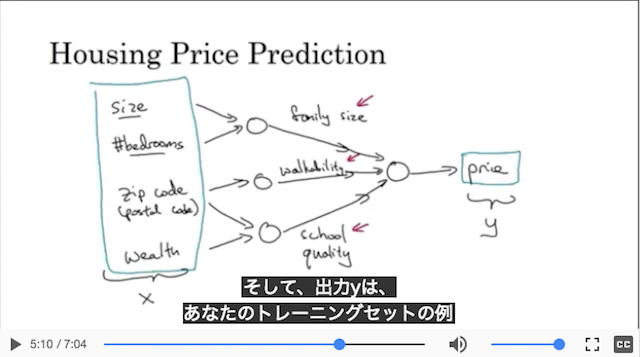 Housing Price Prediction
size
#bedrooms
zip code
(postal code)
wealth
x
family size
walkability
school
quality
price
y
そして、出力yは、
あなたのトレーニングセットの例
5:10 / 7:04
CC